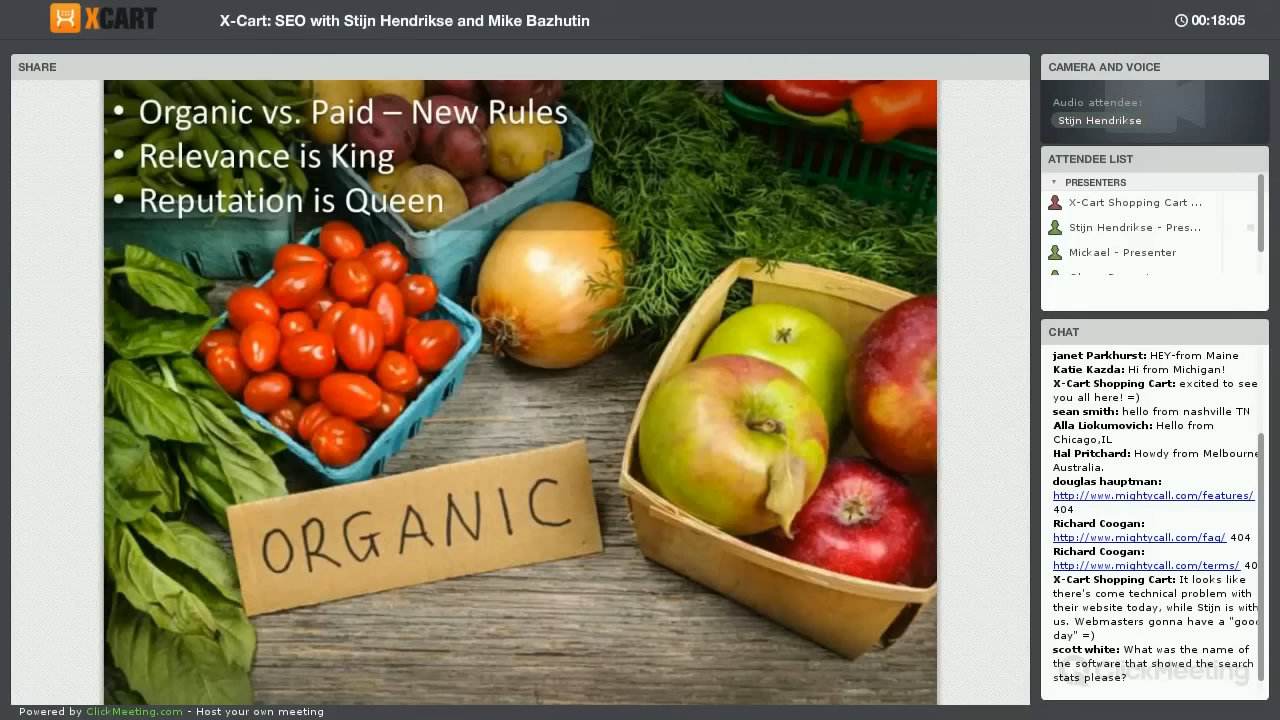 XCART
X-Cart: SEO with Stijn Hendrikse and Mike Bazhutin
00:18:05
SHARE
• Organic vs. Paid – New Rules
• Relevance is King
• Reputation is Queen
ORGANIC
CAMERA AND VOICE
Audio attendee:
Stijn Hendrikse
ATTENDEE LIST
PRESENTERS
X-Cart Shopping Cart ...
Stijn Hendrikse - Pres...
Mickael - Presenter
CHAT
janet Parkhurst: HEY-from Maine
Katie Kazda: Hi from Michigan!
X-Cart Shopping Cart: excited to see
you all here! =)
sean smith: hello from nashville TN
Alla Liokumovich: Hello from
Chicago,IL
Hal Pritchard: Howdy from Melbourne
Australia.
douglas hauptman:
http://www.mightycall.com/features/
404
Richard Coogan:
http://www.mightycall.com/faq/ 404
Richard Coogan:
http://www.mightycall.com/terms/ 40
X-Cart Shopping Cart: It looks like
there's come technical problem with
their website today, while Stijn is with
us. Webmasters gonna have a "good
day" =)
scott white: What was the name of
the software that showed the search
stats please?
ClickMeeting
Powered by ClickMeeting.com - Host your own meeting